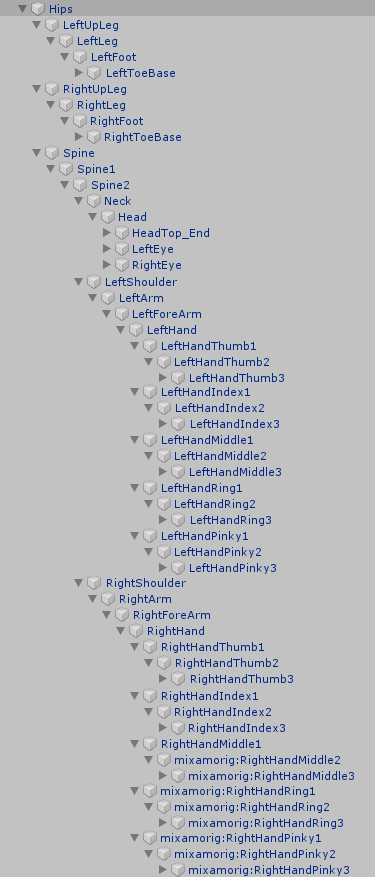 Hips
LeftUpLeg
LeftLeg
LeftFoot
LeftToeBase
RightUpLeg
RightLeg
RightFoot
RightToeBase
Spine
Spine1
Spine2
Neck
Head
HeadTop_End
LeftEye
RightEye
LeftShoulder
LeftArm
LeftForeArm
LeftHand
LeftHandThumb1
LeftHandThumb2
LeftHandThumb3
LeftHandIndex1
LeftHandIndex2
LeftHandIndex3
LeftHandMiddle1
LeftHandMiddle2
LeftHandMiddle3
LeftHandRing1
LeftHandRing2
LeftHandRing3
LeftHandPinky1
LeftHandPinky2
LeftHandPinky3
RightShoulder
RightArm
RightForeArm
RightHand
RightHandThumb1
RightHandThumb2
RightHandThumb3
RightHandIndex1
RightHandIndex2
RightHandIndex3
RightHandMiddle1
mixamorig:RightHandMiddle2
mixamorig:RightHandMiddle3
mixamorig:RightHandRing1
mixamorig:RightHandRing2
mixamorig:RightHandRing3
mixamorig:RightHandPinky1
mixamorig:RightHandPinky2
mixamorig:RightHandPinky3